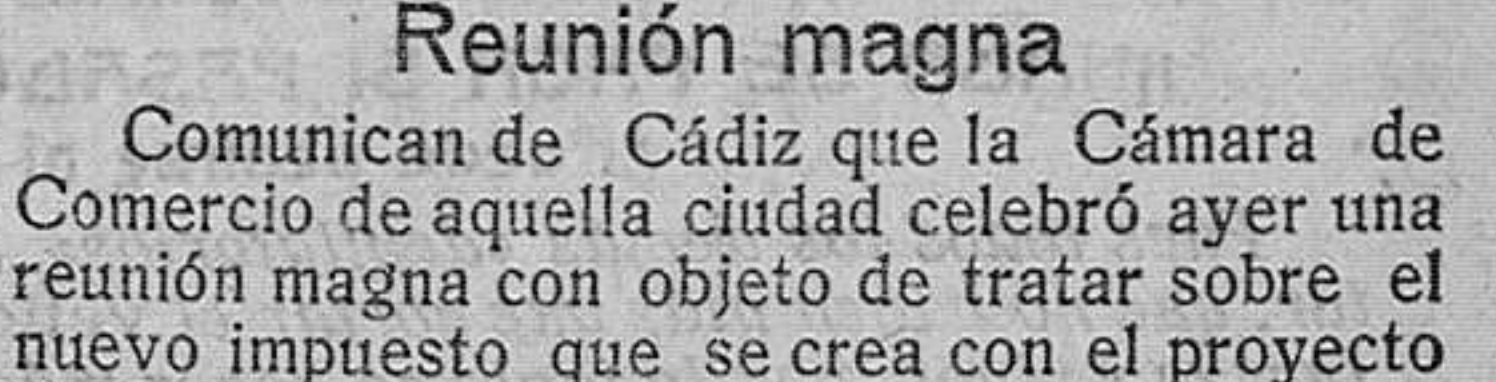 Reunión magna
Comunican de Cádiz que la Cámara de
Comercio de aquella ciudad celebró ayer una
reunión magna con objeto de tratar sobre el
nuevo impuesto que se crea con el proyecto